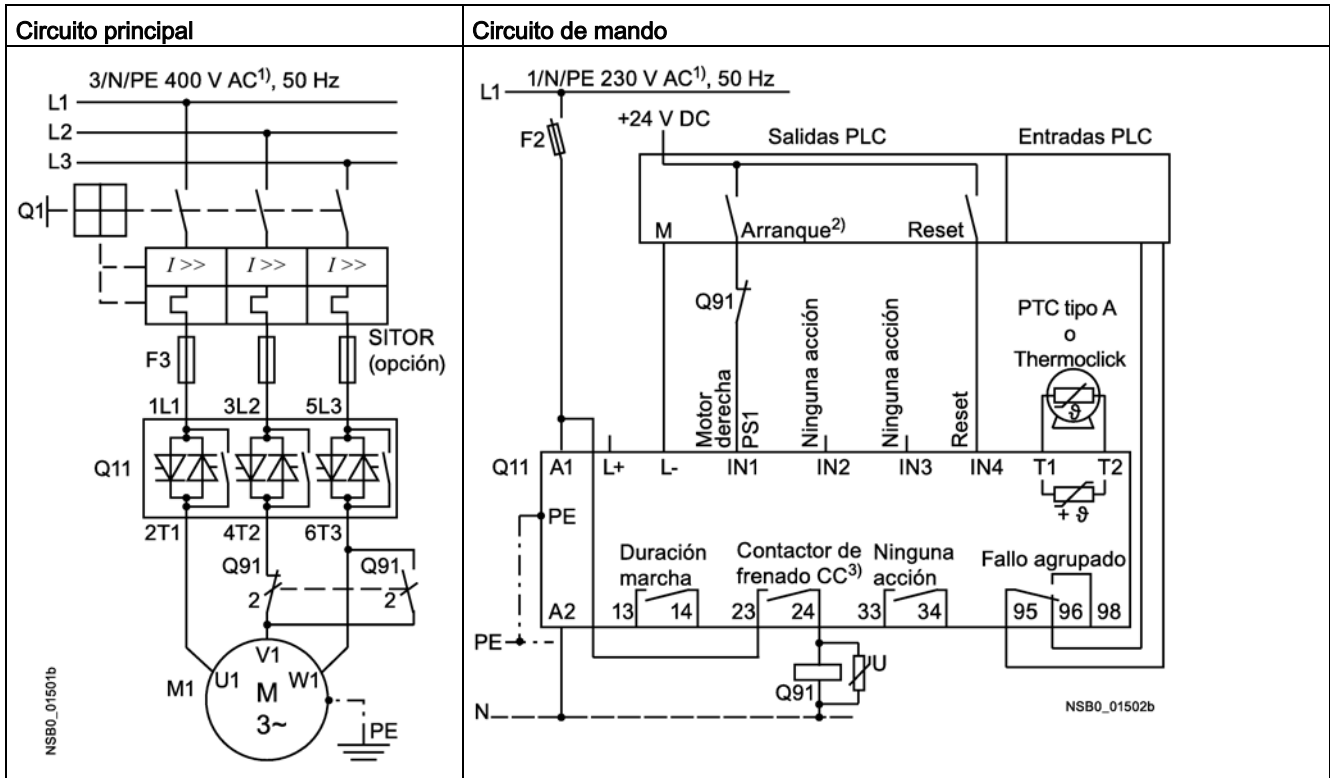 Circuito principal
3/N/PE 400 V AC1), 50 Hz
L1
L2
L3
Q1
I >> I >> I >>
SITOR
(opción)
F3
1L1 3L2 5L3
Q11
2T1 4T2 6T3
Q91 Q91
2 2
V1
M1 U1 W1
M
3~
PE
NSB0_01501b
Circuito de mando
1/N/PE 230 V AC1), 50 Hz
L1
+24 V DC
F2
Salidas PLC Entradas PLC
M Arranque2) Reset
Q91
PTC tipo A
o
Thermoclick
ϑ
Motor
derecha
PS1
Ninguna acción
Ninguna acción
Reset
Q11 A1 L+ L- IN1 IN2 IN3 IN4 T1 T2
+ ϑ
PE
Duración
marcha
Contactor de
frenado CC3)
Ninguna
acción
Fallo agrupado
A2 13 14 23 24 33 34 95 96 98
PE
U
Q91
N
NSB0_01502b